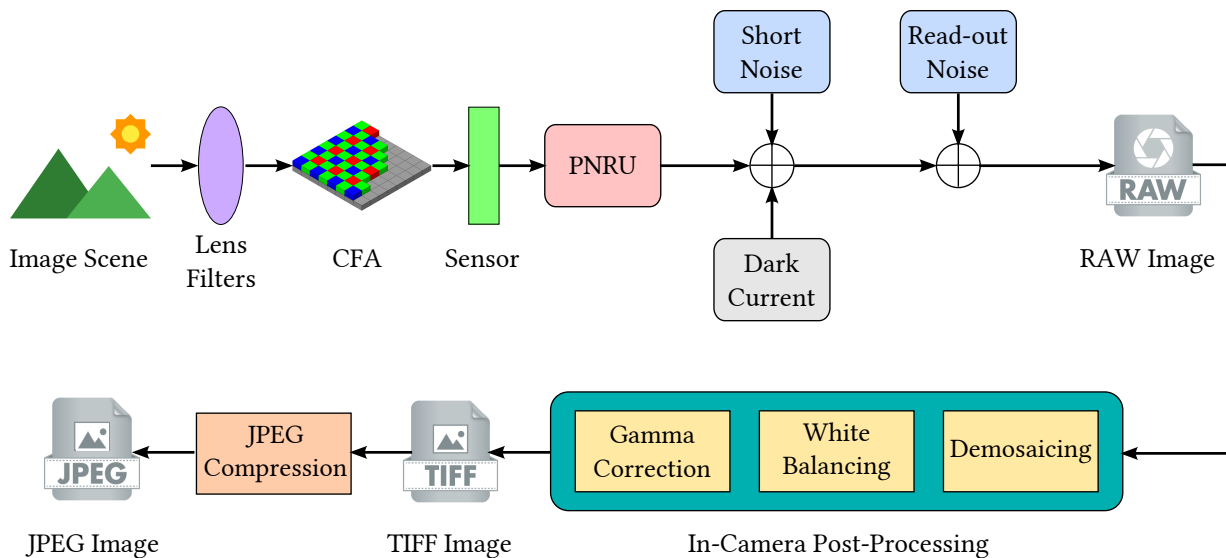 Short
Noise
Read-out
Noise
PNRU
RAW
Image Scene
Lens
Filters
CFA
Sensor
Dark
Current
RAW Image
JPEG
JPEG
Compression
TIFF
Gamma
Correction
White
Balancing
Demosaicing
JPEG Image
TIFF Image
In-Camera Post-Processing